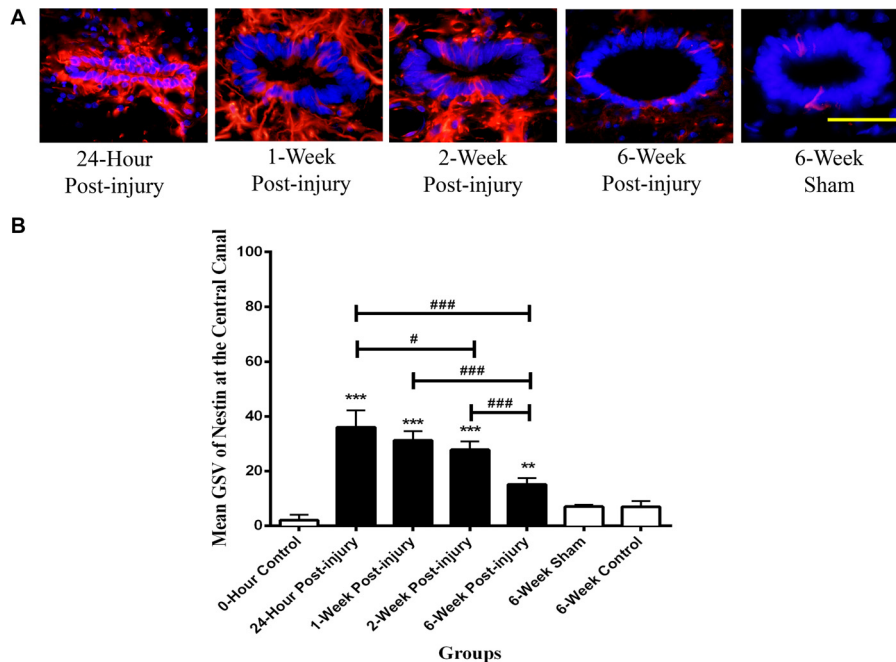 A
24-Hour
Post-injury
1-Week
Post-injury
2-Week
Post-injury
6-Week
Post-injury
6-Week
Sham
B
Mean GSV of Nestin at the Central Canal
100
80
60
40
20
0
###
#
###
###
***
***
***
**
0-Hour Control
24-Hour Post-injury
1-Week Post-injury
2-Week Post-injury
6-Week Post-injury
6-Week Sham
6-Week Control
Groups